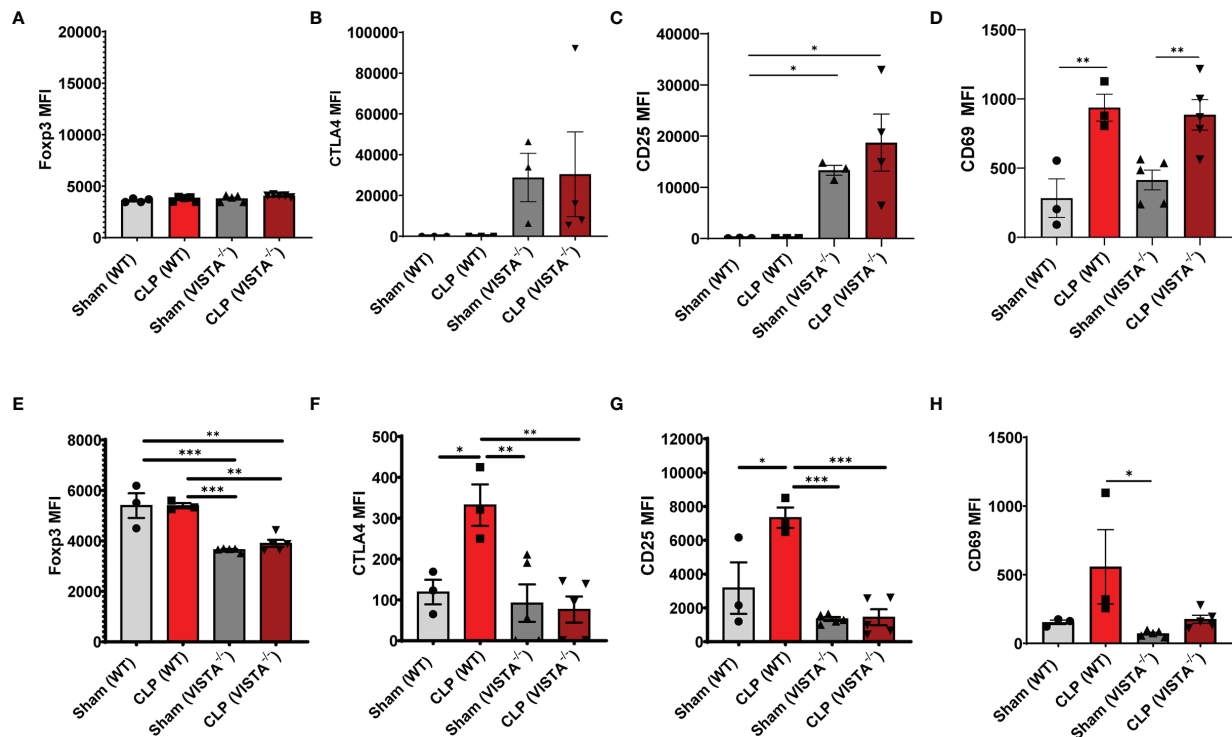 A
Foxp3 MFI
20000
15000
10000
5000
0
Sham (WT)
CLP (WT)
Sham (VISTA-/-)
CLP (VISTA-/-)
B
CTLA4 MFI
100000
80000
60000
40000
20000
0
Sham (WT)
CLP (WT)
Sham (VISTA-/-)
CLP (VISTA-/-)
C
CD25 MFI
40000
30000
20000
10000
0
*
*
Sham (WT)
CLP (WT)
Sham (VISTA-/-)
CLP (VISTA-/-)
D
CD69 MFI
1500
1000
500
0
**
**
Sham (WT)
CLP (WT)
Sham (VISTA-/-)
CLP (VISTA-/-)
E
Foxp3 MFI
8000
6000
4000
2000
0
**
***
**
***
Sham (WT)
CLP (WT)
Sham (VISTA-/-)
CLP (VISTA-/-)
F
CTLA4 MFI
500
400
300
200
100
0
**
*
**
Sham (WT)
CLP (WT)
Sham (VISTA-/-)
CLP (VISTA-/-)
G
CD25 MFI
12000
10000
8000
6000
4000
2000
0
*
***
***
Sham (WT)
CLP (WT)
Sham (VISTA-/-)
CLP (VISTA-/-)
H
CD69 MFI
1500
1000
500
0
*
Sham (WT)
CLP (WT)
Sham (VISTA-/-)
CLP (VISTA-/-)